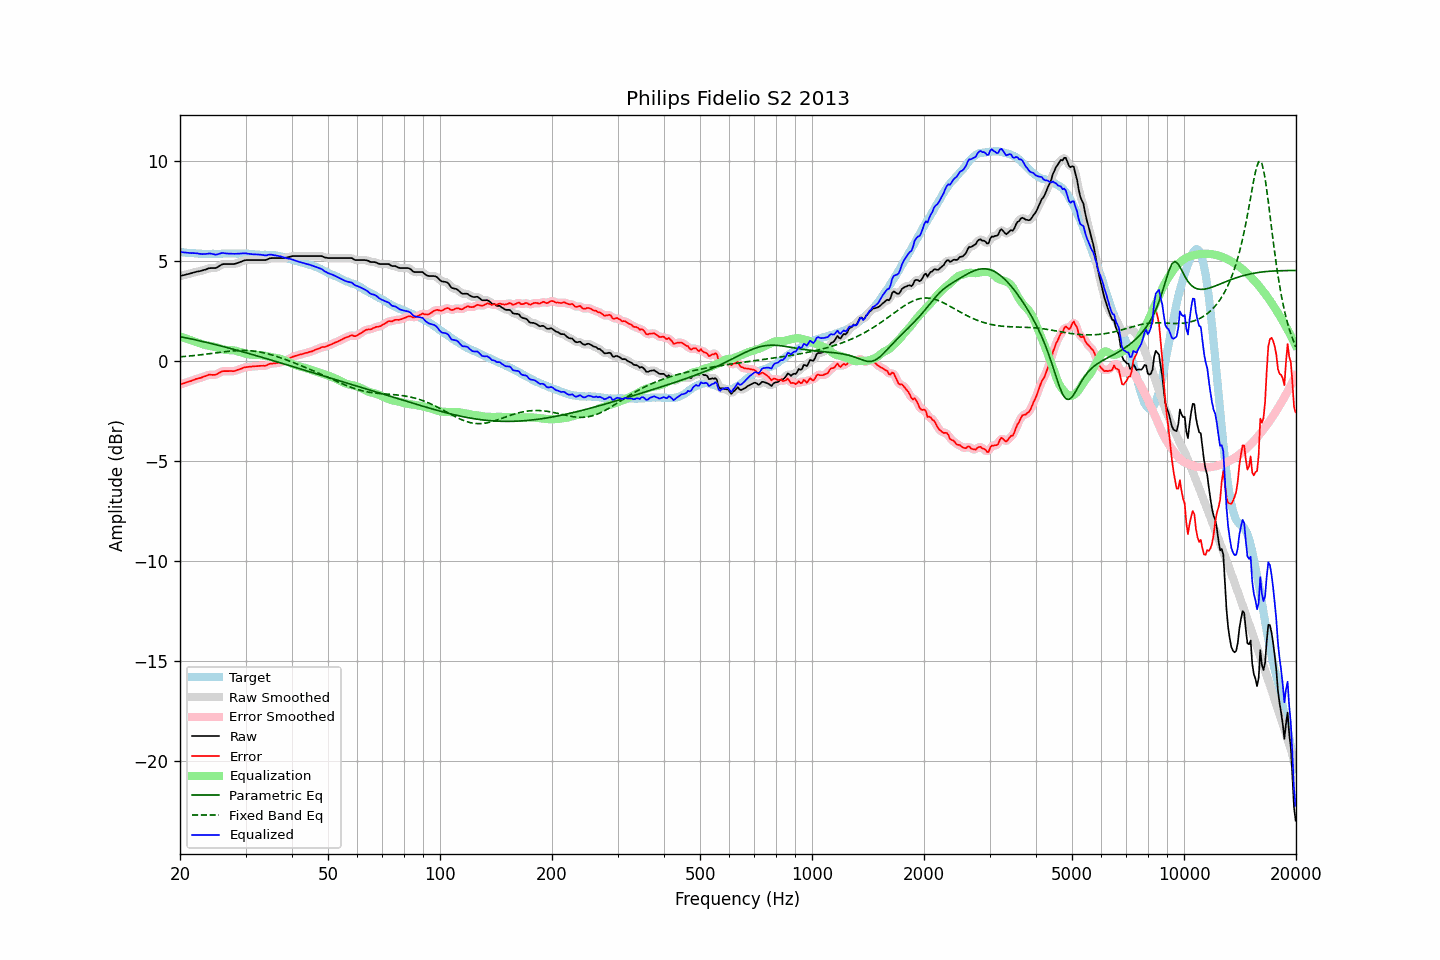 Philips Fidelio S2 2013
10
5
0
−5
−10
−15
−20
Amplitude (dBr)
Target
Raw Smoothed
Error Smoothed
Raw
Error
Equalization
Parametric Eq
Fixed Band Eq
Equalized
20 50 100 200 500 1000 2000 5000 10000 20000
Frequency (Hz)